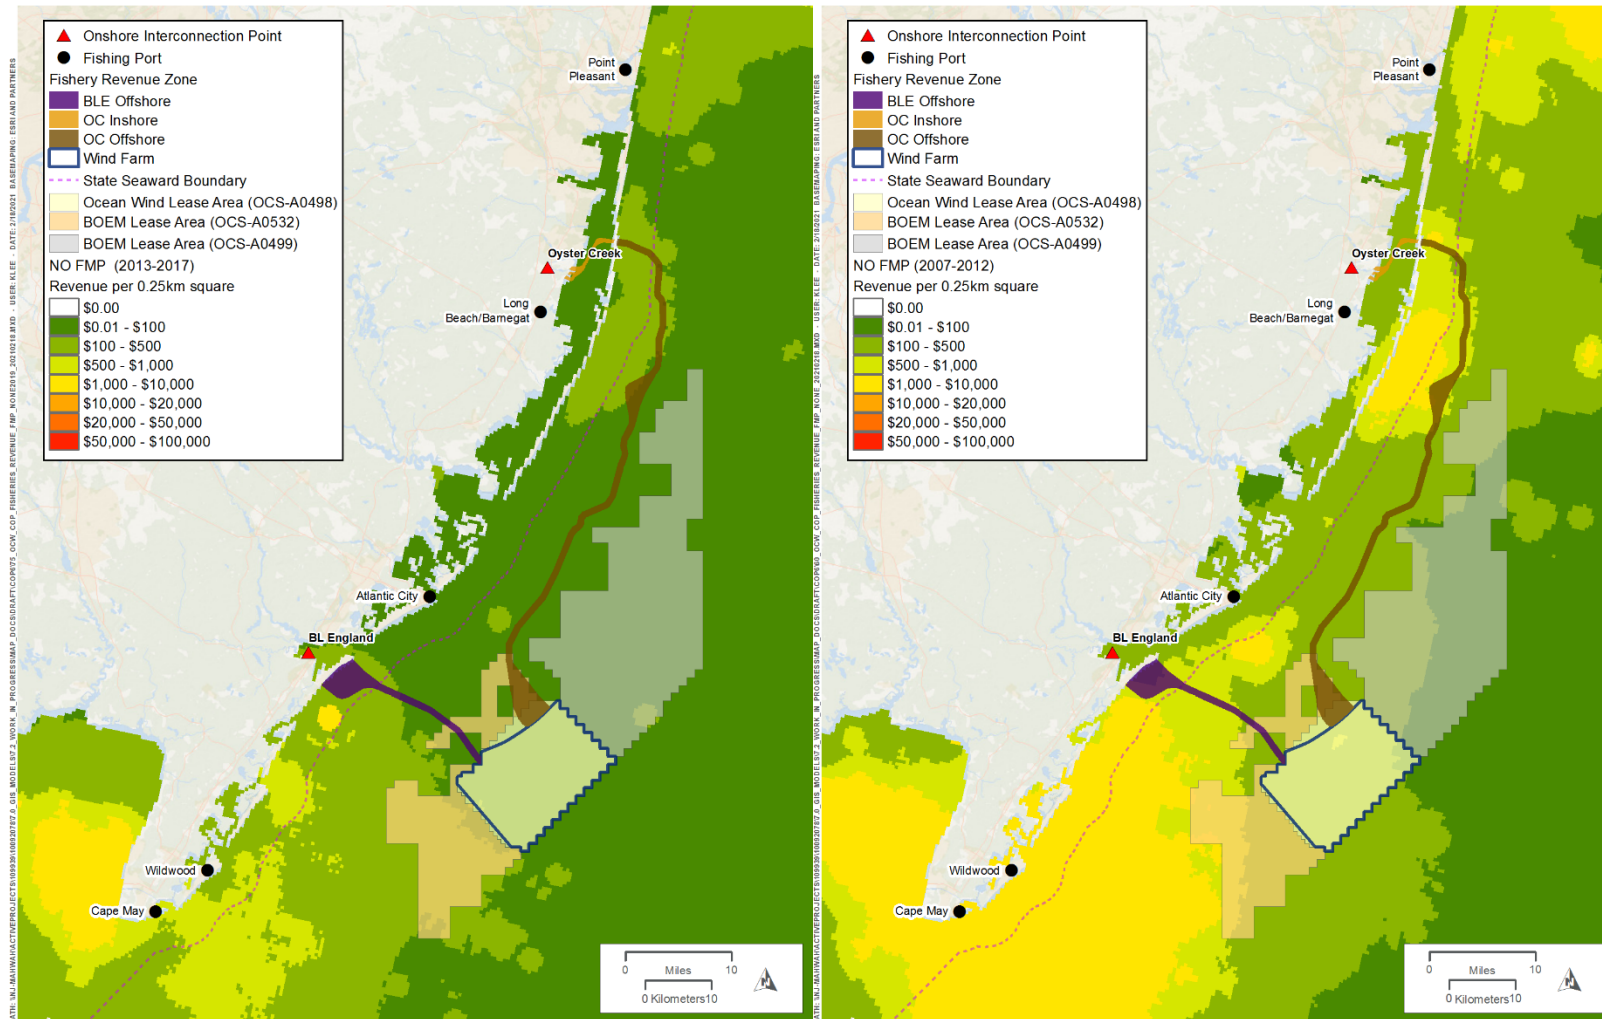 Onshore Interconnection Point
Fishing Port
Fishery Revenue Zone
BLE Offshore
OC Inshore
OC Offshore
Wind Farm
State Seaward Boundary
Ocean Wind Lease Area (OCS-A0498)
BOEM Lease Area (OCS-A0532)
BOEM Lease Area (OCS-A0499)
NO FMP (2013-2017)
Revenue per 0.25km square
$0.00
$0.01 - $100
$100 - $500
$500 - $1,000
$1,000 - $10,000
$10,000 - $20,000
$20,000 - $50,000
$50,000 - $100,000
Point
Pleasant
Oyster Creek
Long
Beach/Barnegat
Atlantic City
BL England
Wildwood
Cape May
0 Miles 10
0 Kilometers 10
Onshore Interconnection Point
Fishing Port
Fishery Revenue Zone
BLE Offshore
OC Inshore
OC Offshore
Wind Farm
State Seaward Boundary
Ocean Wind Lease Area (OCS-A0498)
BOEM Lease Area (OCS-A0532)
BOEM Lease Area (OCS-A0499)
NO FMP (2007-2012)
Revenue per 0.25km square
$0.00
$0.01 - $100
$100 - $500
$500 - $1,000
$1,000 - $10,000
$10,000 - $20,000
$20,000 - $50,000
$50,000 - $100,000
Point
Pleasant
Oyster Creek
Long
Beach/Barnegat
Atlantic City
BL England
Wildwood
Cape May
0 Miles 10
0 Kilometers 10